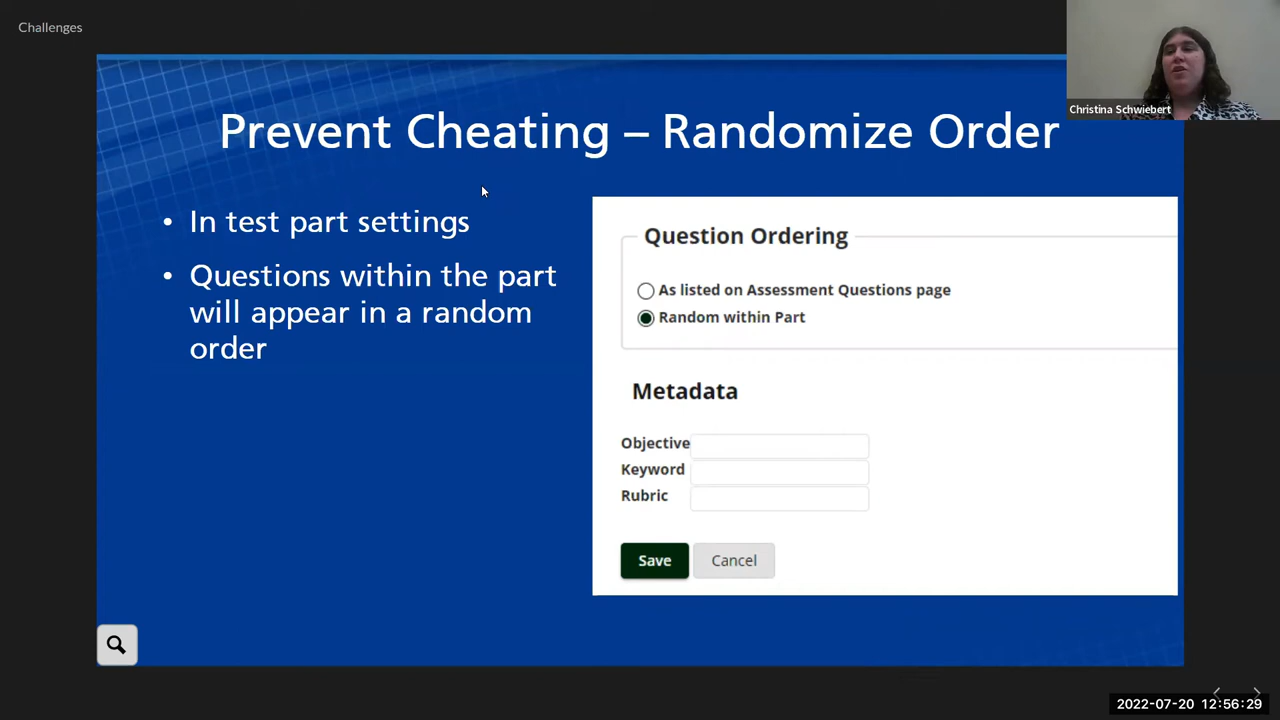 Challenges
Christina Schwiebert
Prevent Cheating – Randomize Order
• In test part settings
• Questions within the part
will appear in a random
order
Question Ordering
As listed on Assessment Questions page
Random within Part
Metadata
Objective
Keyword
Rubric
Save
Cancel
2022-07-20 12:56:29